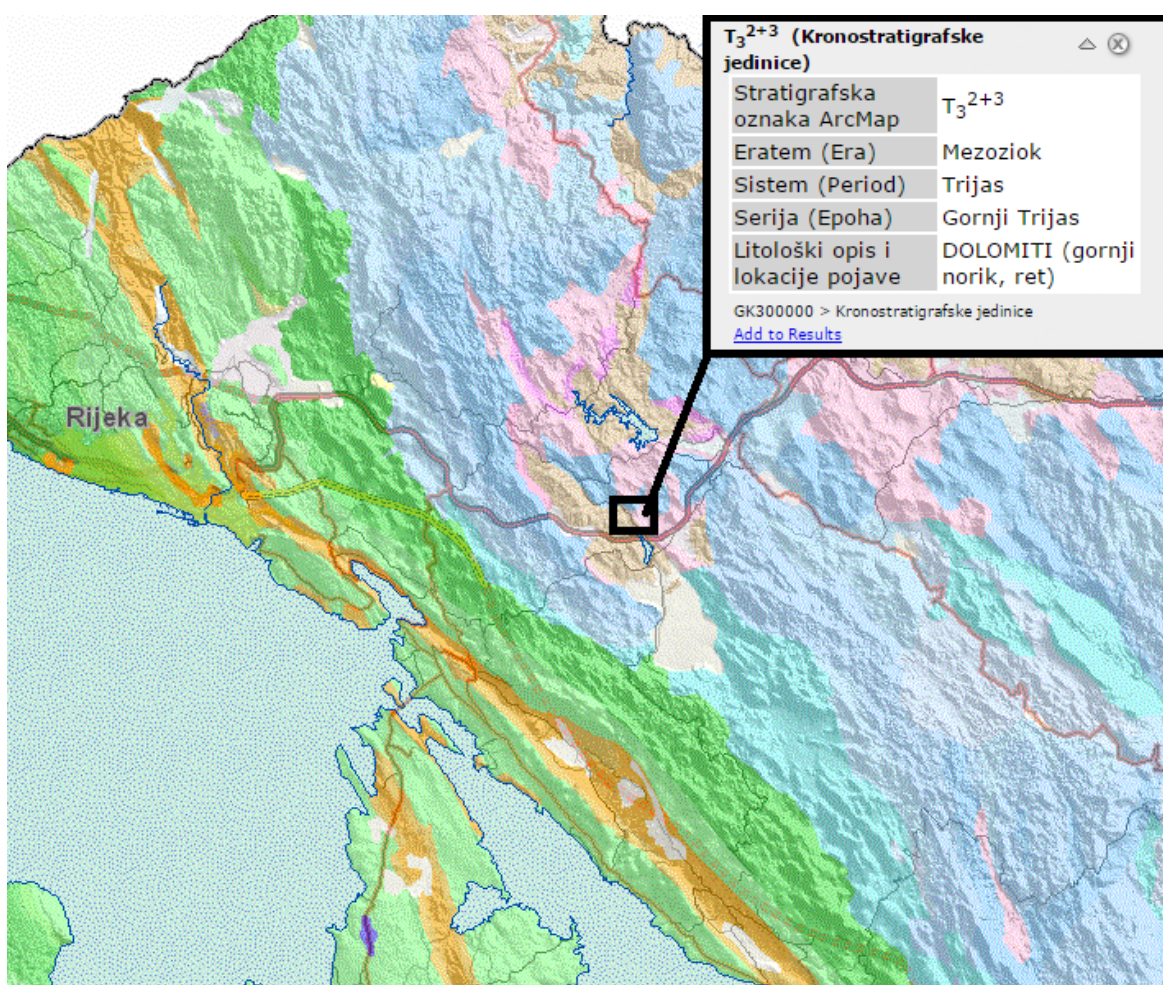 T₃²⁺³ (Kronostratigrafske
jedinice)
Stratigrafska
oznaka ArcMap
T₃²⁺³
Eratem (Era) Mezoziok
Sistem (Period) Trijas
Serija (Epoha) Gornji Trijas
Litološki opis i
lokacije pojave
DOLOMITI (gornji
norik, ret)
GK300000 > Kronostratigrafske jedinice
Add to Results
Rijeka